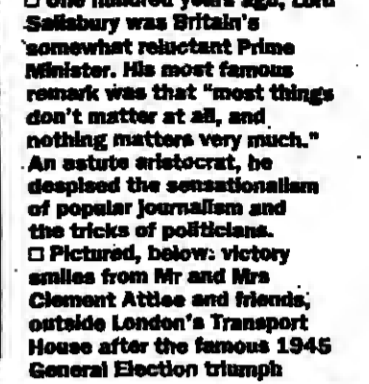 □ One hundred years ago, Lord
Salisbury was Britain's
somewhat reluctant Prime
Minister. His most famous
remark was that "most things
don't matter at all, and
nothing matters very much."
An astute aristocrat, he
despised the sensationalism
of popular journalism and
the tricks of politicians.
□ Pictured, below: victory
smiles from Mr and Mrs
Clement Attlee and friends,
outside London's Transport
House after the famous 1945
General Election triumph